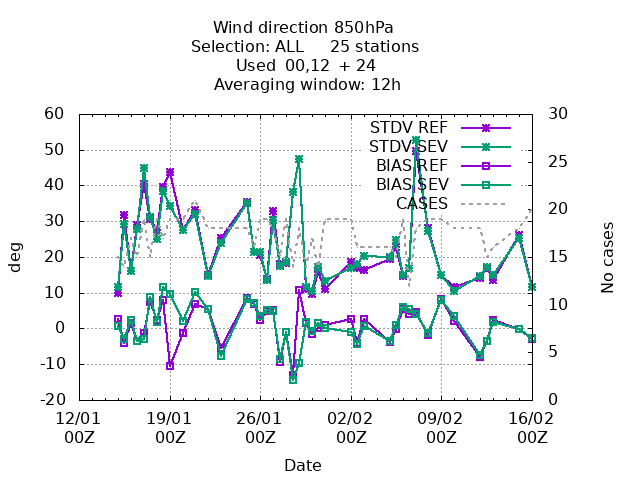 Wind direction 850hPa
Selection: ALL 25 stations
Used 00,12 + 24
Averaging window: 12h
60
50
40
30
20
10
0
-10
-20
30
25
20
15
10
5
0
STDV REF
STDV SEV
BIAS REF
BIAS SEV
CASES
deg
No cases
12/01 19/01 26/01 02/02 09/02 16/02
00Z 00Z 00Z 00Z 00Z 00Z
Date